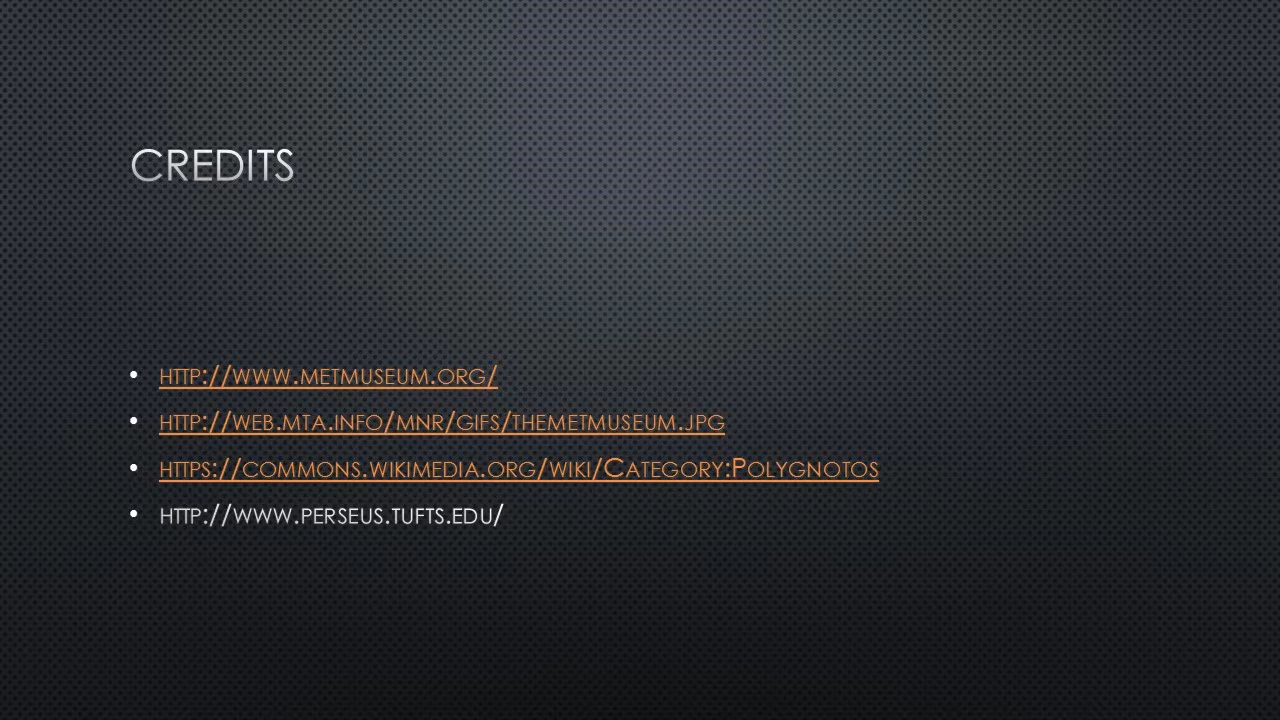 CREDITS
• http://www.metmuseum.org/
• http://web.mta.info/mnr/gifs/themetmuseum.jpg
• https://commons.wikimedia.org/wiki/Category:Polygnotos
• http://www.perseus.tufts.edu/